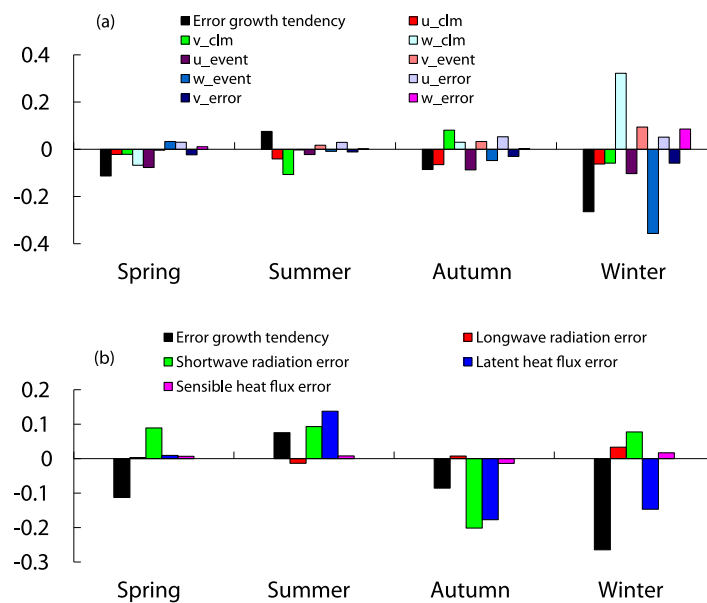 (a)
Error growth tendency u_clm
v_clm w_clm
u_event v_event
w_event u_error
v_error w_error
0.4
0.2
0
-0.2
-0.4
Spring Summer Autumn Winter
(b)
Error growth tendency Longwave radiation error
Shortwave radiation error Latent heat flux error
Sensible heat flux error
0.2
0.1
0
-0.1
-0.2
-0.3
Spring Summer Autumn Winter